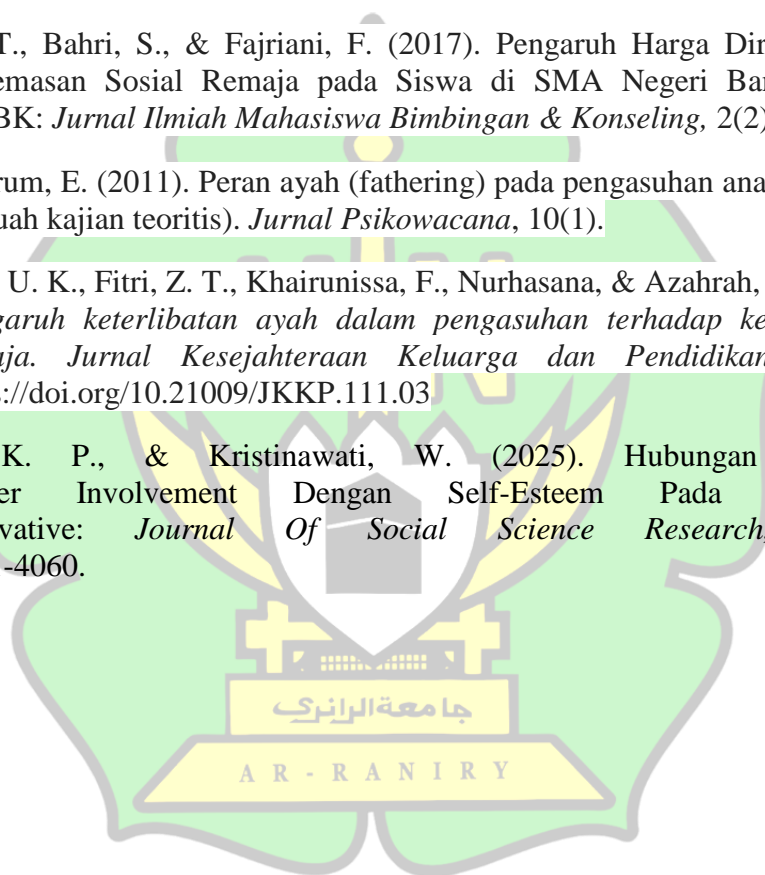 T., Bahri, S., & Fajriani, F. (2017). Pengaruh Harga Dir
emasan Sosial Remaja pada Siswa di SMA Negeri Ban
BK: Jurnal Ilmiah Mahasiswa Bimbingan & Konseling, 2(2)
rum, E. (2011). Peran ayah (fathering) pada pengasuhan ana
uah kajian teoritis). Jurnal Psikowacana, 10(1).
U. K., Fitri, Z. T., Khairunissa, F., Nurhasana, & Azahrah,
garuh keterlibatan ayah dalam pengasuhan terhadap ke
uja. Jurnal Kesejahteraan Keluarga dan Pendidikan
://doi.org/10.21009/JKKP.111.03
K. P., & Kristinawati, W. (2025). Hubungan
er Involvement Dengan Self-Esteem Pada
vative: Journal Of Social Science Research,
-4060.
جامعة الرانري
AR-RANIRY